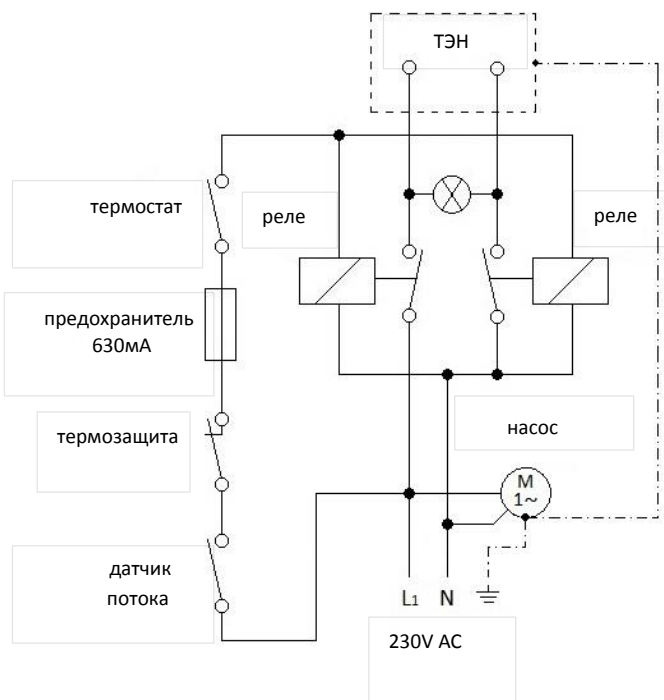 ТЭН
термостат
реле
реле
предохранитель
630мА
термозащита
насос
M
1~
датчик
потока
L1 N
230V AC